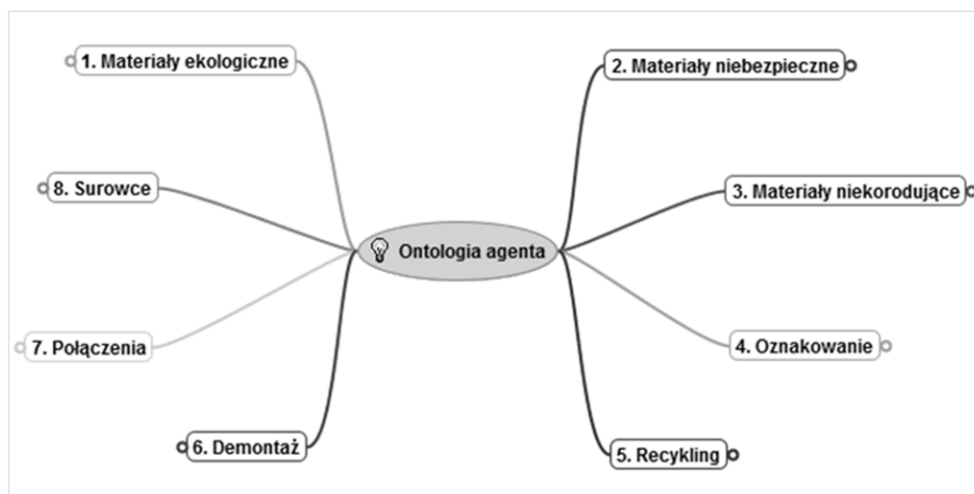 1. Materiały ekologiczne
2. Materiały niebezpieczne
8. Surowce
3. Materiały niekorodujące
Ontologia agenta
7. Połączenia
4. Oznakowanie
6. Demontaż
5. Recykling